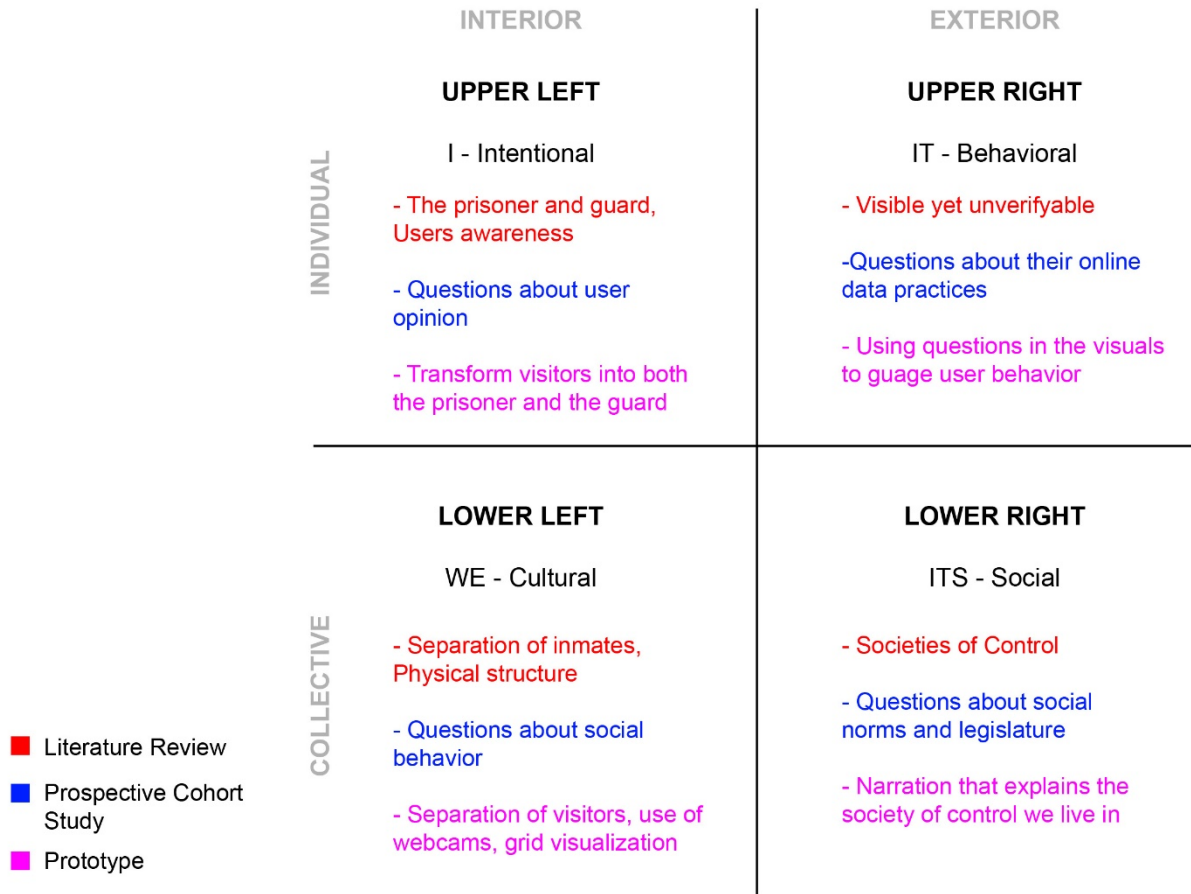 INTERIOR
EXTERIOR
INDIVIDUAL
UPPER LEFT
I - Intentional
- The prisoner and guard,
Users awareness
- Questions about user
opinion
- Transform visitors into both
the prisoner and the guard
UPPER RIGHT
IT - Behavioral
- Visible yet unverifyable
-Questions about their online
data practices
- Using questions in the visuals
to guage user behavior
COLLECTIVE
LOWER LEFT
WE - Cultural
- Separation of inmates,
Physical structure
- Questions about social
behavior
- Separation of visitors, use of
webcams, grid visualization
LOWER RIGHT
ITS - Social
- Societies of Control
- Questions about social
norms and legislature
- Narration that explains the
society of control we live in
Literature Review
Prospective Cohort
Study
Prototype